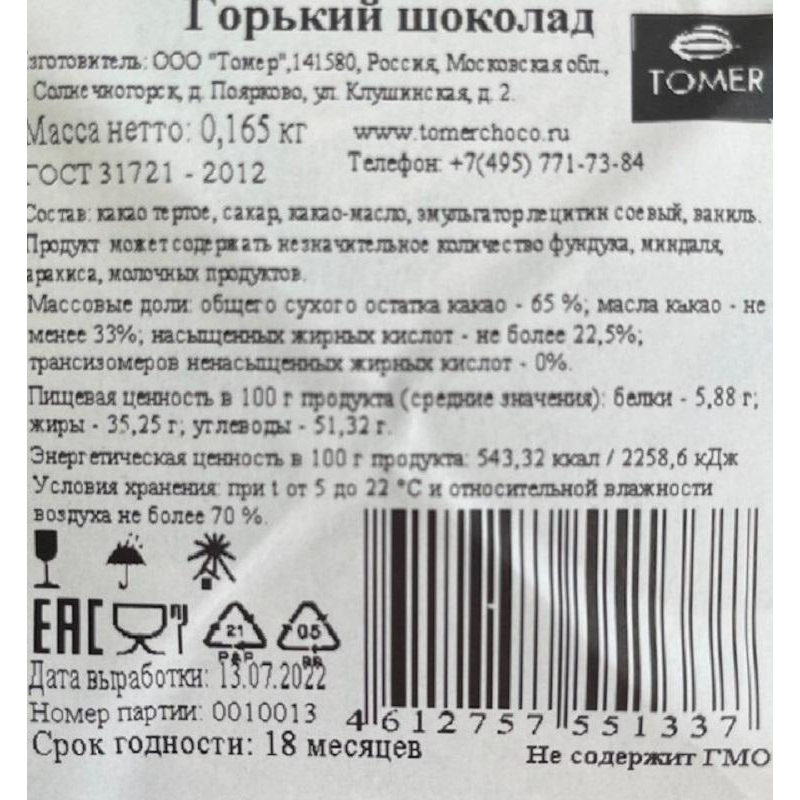 Горький шоколад
TOMER
зготовитель: ООО "Томер",141580, Россия, Московская обл.,
Солнечногорск, д. Поярково, ул. Клушинская, д. 2.
Масса нетто: 0,165 кг
www.tomerchoco.ru
ГОСТ 31721 - 2012
Телефон: +7(495) 771-73-84
Состав: какао тертое, сахар, какао-масло, эмульгатор лецитин соевый, ваниль.
Продукт может содержать незначительное количество фундука, миндаля,
арахиса, молочных продуктов.
Массовые доли: общего сухого остатка какао - 65 %; масла какао - не
менее 33%; насыщенных жирных кислот - не более 22,5%;
трансизомеров ненасыщенных жирных кислот - 0%.
Пищевая ценность в 100 г продукта (средние значения): белки - 5,88 г;
жиры - 35,25 г; углеводы - 51,32 г.
Энергетическая ценность в 100 г продукта: 543,32 ккал / 2258,6 кДж
Условия хранения: при t от 5 до 22 °C и относительной влажности
воздуха не более 70 %.
EAC
21
PAP
05
PP
Дата выработки: 13.07.2022
Номер партии: 0010013
4 612757 551337
Срок годности: 18 месяцев
Не содержит ГМО